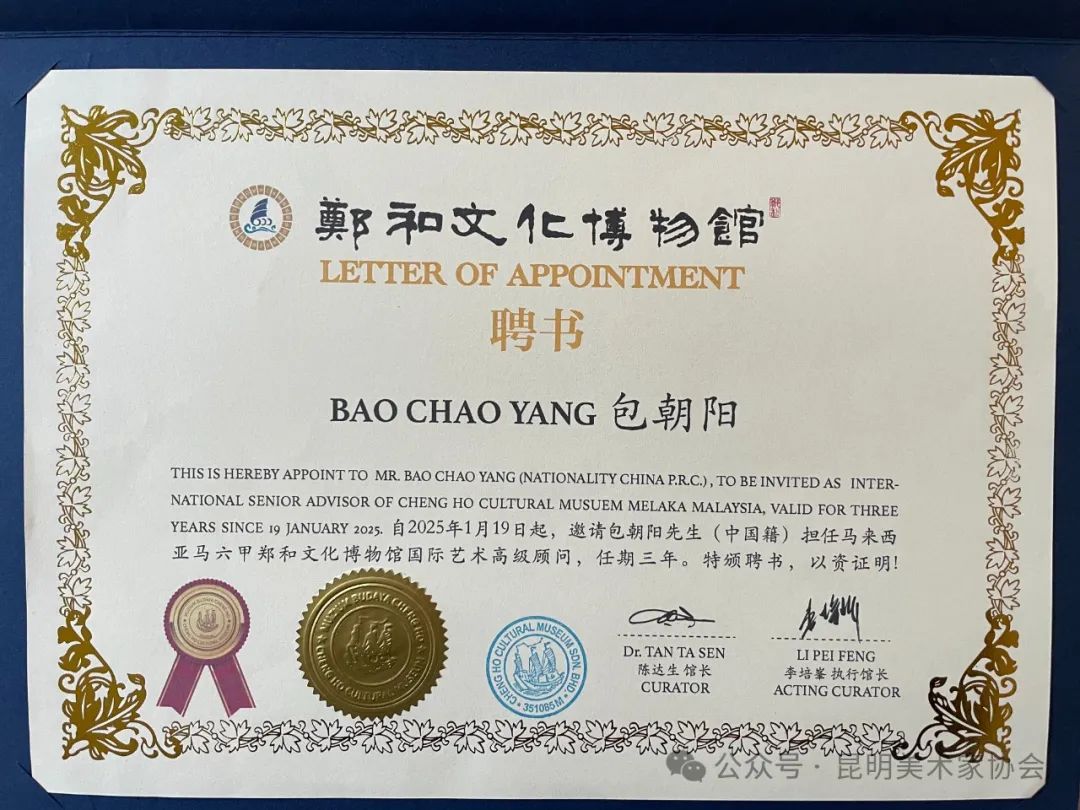 鄭和文化博物館
LETTER OF APPOINTMENT
聘书
BAO CHAO YANG 包朝阳
THIS IS HEREBY APPOINT TO MR. BAO CHAO YANG (NATIONALITY CHINA P.R.C.) , TO BE INVITED AS INTER-
NATIONAL SENIOR ADVISOR OF CHENG HO CULTURAL MUSUEM MELAKA MALAYSIA, VALID FOR THREE
YEARS SINCE 19 JANUARY 2025. 自2025年1月19日起，邀请包朝阳先生（中国籍）担任马来西
亚马六甲郑和文化博物馆国际艺术高级顾问，任期三年。特颁聘书，以资证明!
CHENG HO CULTURAL MUSEUM SDN. BHD
351065M
CHENG HO CULTURAL MUSEUM
Dr. TAN TA SEN
陈达生 馆长
CURATOR
LI PEI FENG
李培峯 执行馆长
ACTING CURATOR
公众号 · 昆明美术家协会